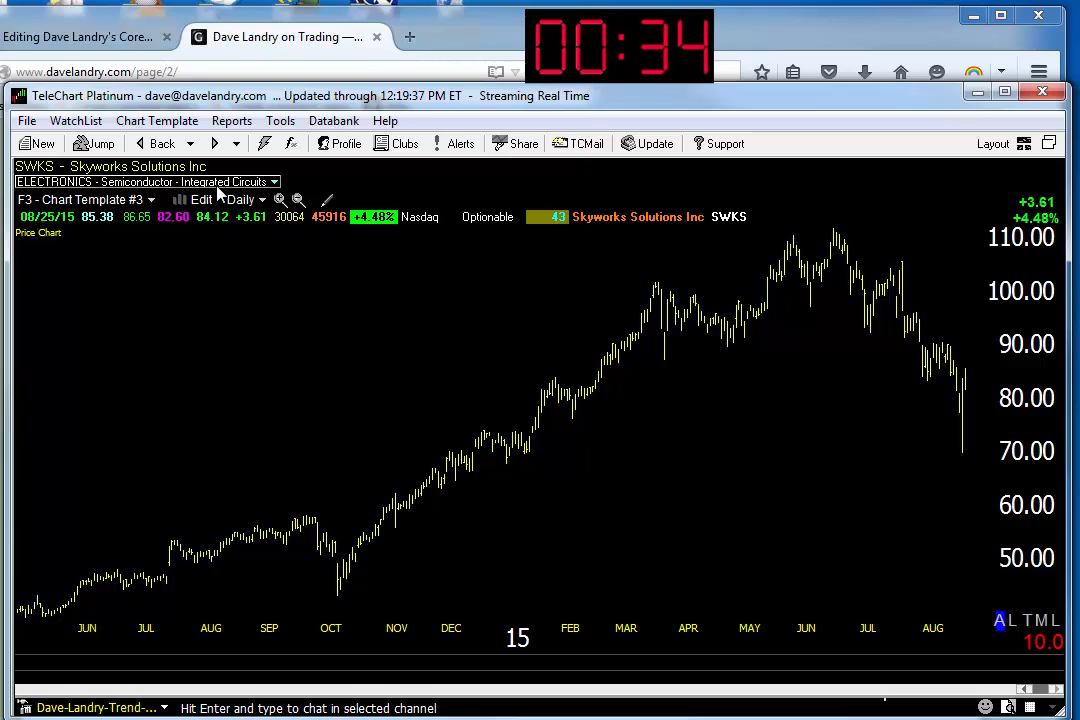 Editing Dave Landry's Core...
G Dave Landry on Trading —...
00:34
www.davelandry.com/page/2/
TeleChart Platinum - dave@davelandry.com ... Updated through 12:19:37 PM ET - Streaming Real Time
File WatchList Chart Template Reports Tools Databank Help
New Jump Back Profile Clubs Alerts Share TCMail Update Support Layout
SWKS - Skyworks Solutions Inc
ELECTRONICS - Semiconductor - Integrated Circuits
F3 - Chart Template #3 Edit Daily
08/25/15 85.38 86.65 82.60 84.12 +3.61 30064 45916 +4.48% Nasdaq Optionable 43 Skyworks Solutions Inc SWKS
+3.61
+4.48%
Price Chart
110.00
100.00
90.00
80.00
70.00
60.00
50.00
JUN JUL AUG SEP OCT NOV DEC 15 FEB MAR APR MAY JUN JUL AUG
A L T M L
10.0
Dave-Landry-Trend-... Hit Enter and type to chat in selected channel